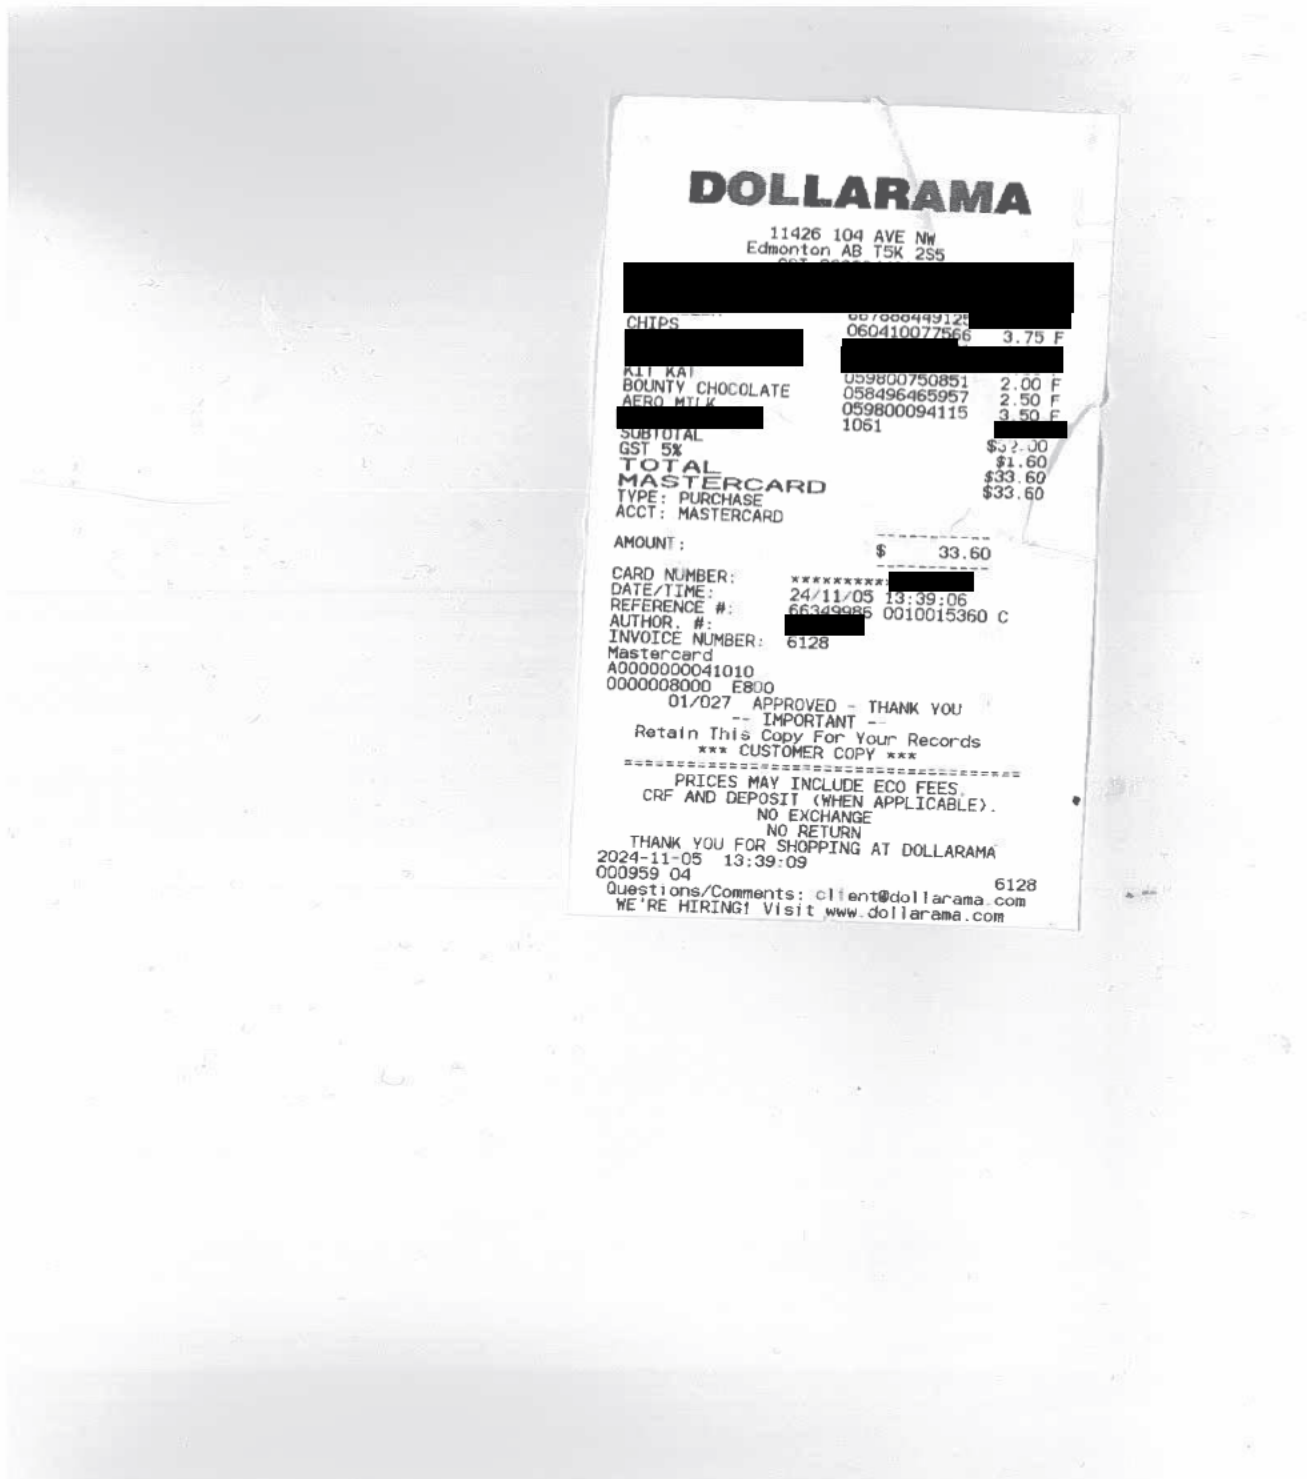 DOLLARAMA
11426 104 AVE NW
Edmonton AB T5K 2S5
CHIPS 060410077566 3.75 F
KIT KAT 059800750851 2.00 F
BOUNTY CHOCOLATE 058496465957 2.50 F
AERO MILK 059800094115 3.50 F
1061
SUBTOTAL
GST 5% $1.60
TOTAL $33.60
MASTERCARD $33.60
TYPE: PURCHASE
ACCT: MASTERCARD
AMOUNT: $ 33.60
CARD NUMBER: *********
DATE/TIME: 24/11/05 13:39:06
REFERENCE #: 66349986 0010015360 C
AUTHOR. #:
INVOICE NUMBER: 6128
Mastercard
A0000000041010
0000008000 E800
01/027 APPROVED - THANK YOU
-- IMPORTANT --
Retain This Copy For Your Records
*** CUSTOMER COPY ***
PRICES MAY INCLUDE ECO FEES,
CRF AND DEPOSIT (WHEN APPLICABLE).
NO EXCHANGE
NO RETURN
THANK YOU FOR SHOPPING AT DOLLARAMA
2024-11-05 13:39:09
000959 04 6128
Questions/Comments: client@dollarama.com
WE'RE HIRING! Visit www.dollarama.com